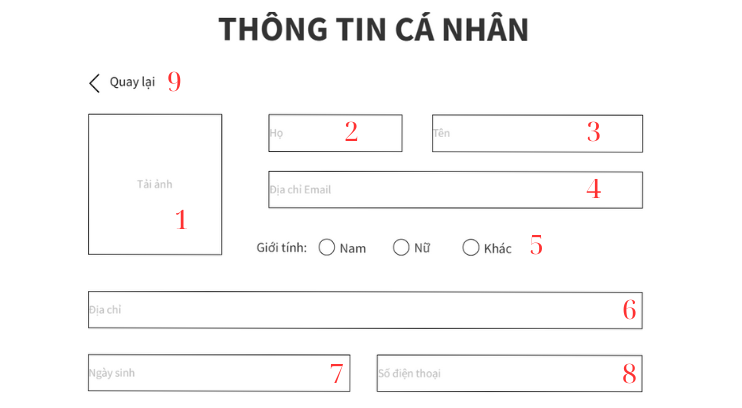 THÔNG TIN CÁ NHÂN
Quay lại 9
Họ 2 Tên 3
Tải ảnh 1
Địa chỉ Email 4
Giới tính: Nam Nữ Khác 5
Địa chỉ 6
Ngày sinh 7 Số điện thoại 8